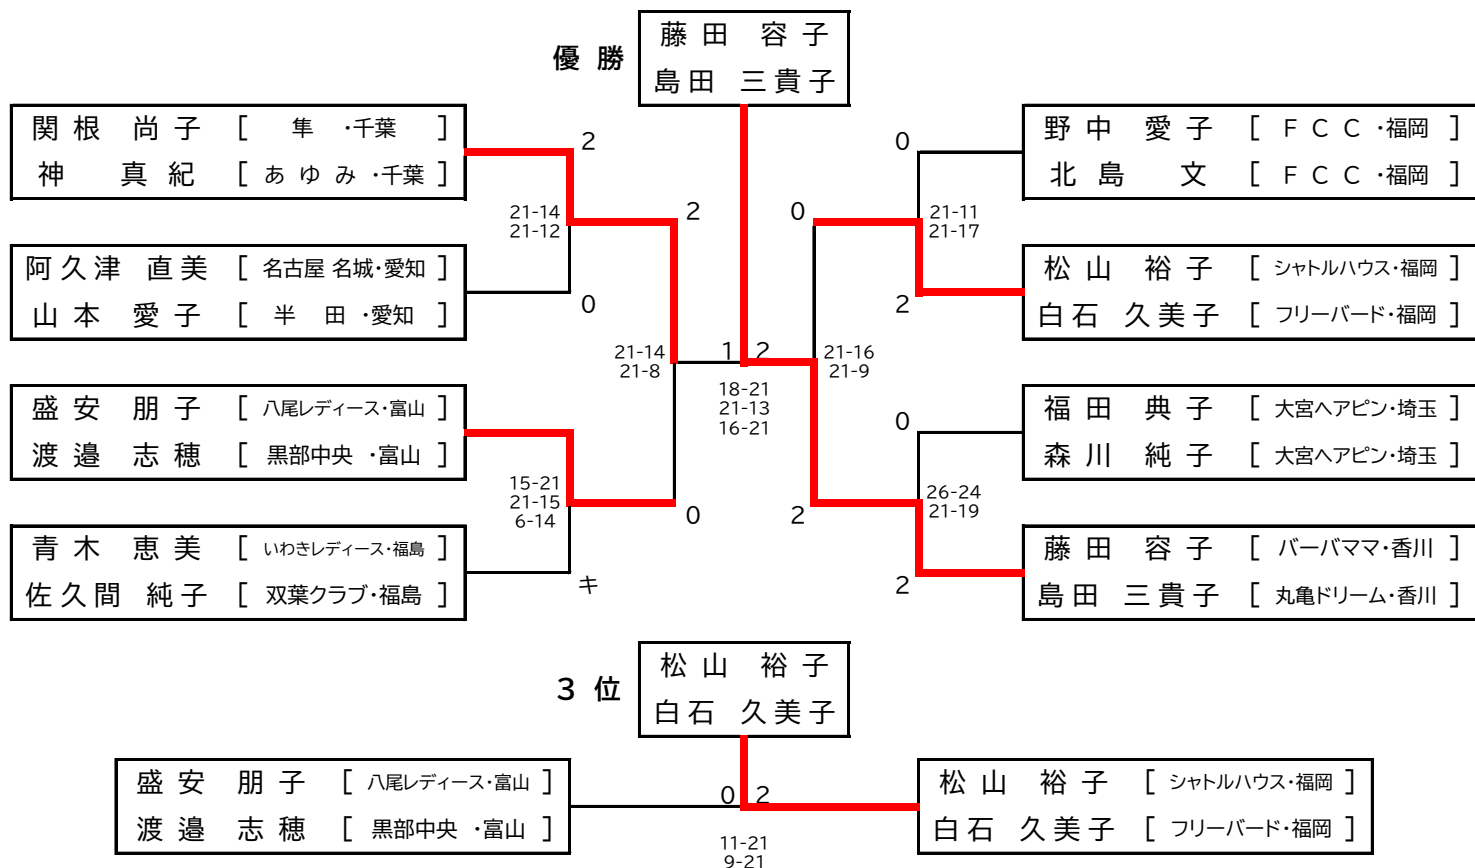 優 勝
藤 田 容 子
島 田 三 貴 子
関 根 尚 子 [ 隼 ・千葉 ]
神 真 紀 [ あ ゆ み ・千葉 ]
2
21-14
21-12
阿 久 津 直 美 [ 名古屋 名城・愛知 ]
山 本 愛 子 [ 半 田 ・愛知 ]
0
2
21-14
21-8
盛 安 朋 子 [ 八尾レディース・富山 ]
渡 邉 志 穂 [ 黒部中央 ・富山 ]
15-21
21-15
6-14
0
青 木 恵 美 [ いわきレディース・福島 ]
佐 久 間 純 子 [ 双葉クラブ・福島 ]
キ
1 2
18-21
21-13
16-21
野 中 愛 子 [ F C C ・福岡 ]
北 島 文 [ F C C ・福岡 ]
0
0
21-11
21-17
松 山 裕 子 [ シャトルハウス・福岡 ]
白 石 久 美 子 [ フリーバード・福岡 ]
2
21-16
21-9
福 田 典 子 [ 大宮ヘアピン・埼玉 ]
森 川 純 子 [ 大宮ヘアピン・埼玉 ]
0
26-24
21-19
2
藤 田 容 子 [ バーバママ・香川 ]
島 田 三 貴 子 [ 丸亀ドリーム・香川 ]
2
3 位
松 山 裕 子
白 石 久 美 子
盛 安 朋 子 [ 八尾レディース・富山 ]
渡 邉 志 穂 [ 黒部中央 ・富山 ]
0 2
11-21
9-21
松 山 裕 子 [ シャトルハウス・福岡 ]
白 石 久 美 子 [ フリーバード・福岡 ]